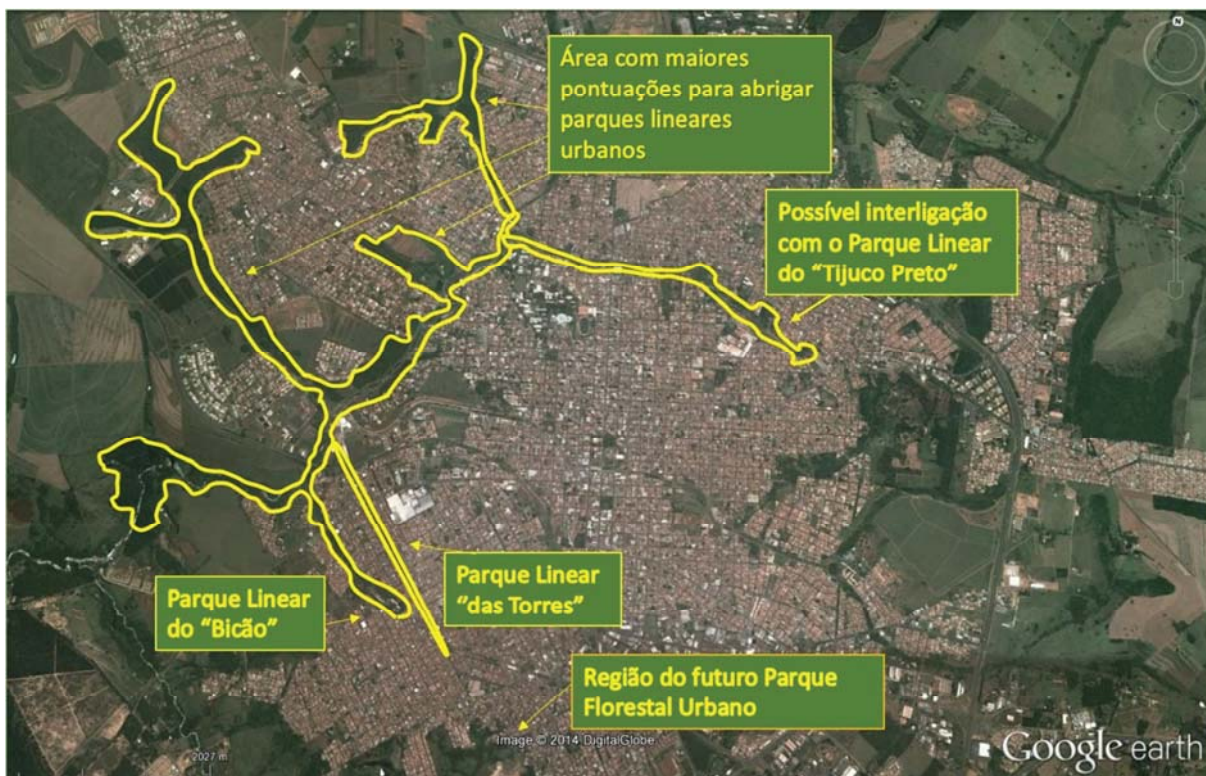 Área com maiores
pontuações para abrigar
parques lineares
urbanos
Possível interligação
com o Parque Linear
do “Tijuco Preto”
Parque Linear
“das Torres”
Parque Linear
do “Bicão”
Região do futuro Parque
Florestal Urbano
Image © 2014 DigitalGlobe
2027 m
Google earth
N